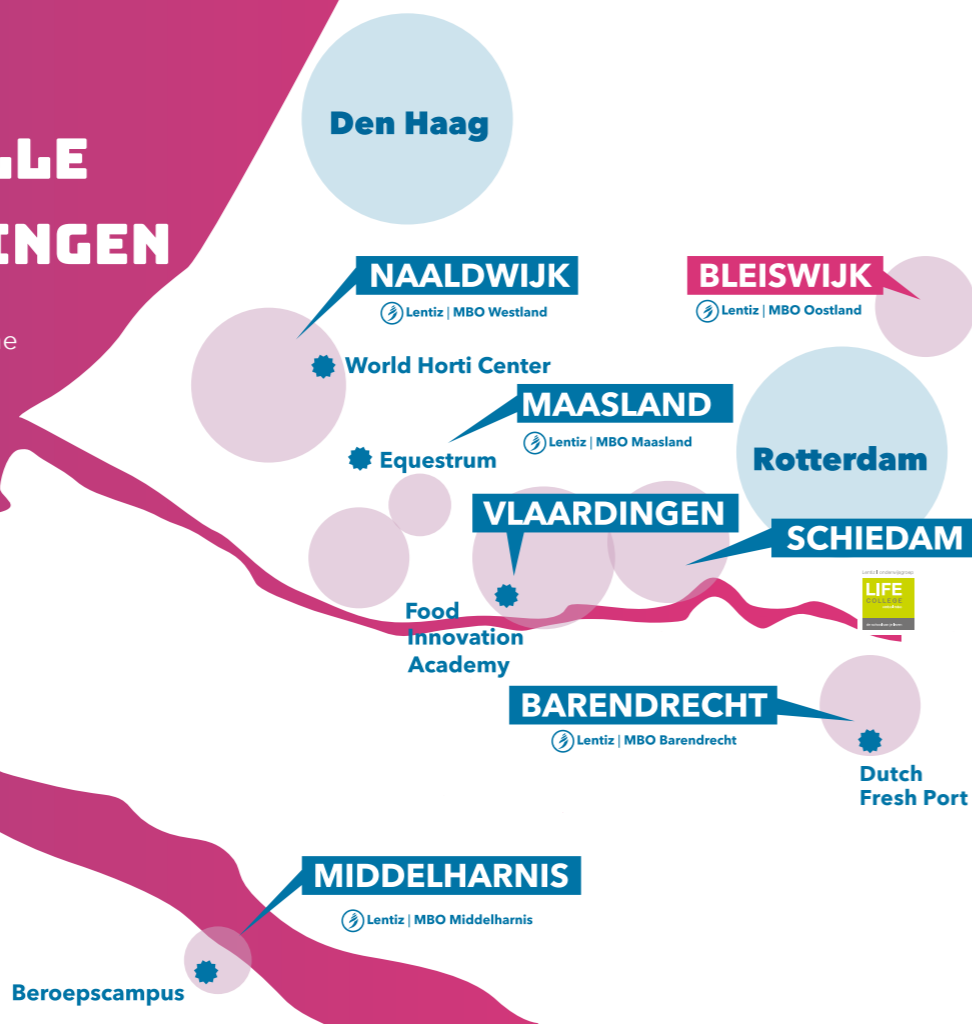 Den Haag
LLE
INGEN
NAALDWIJK
Lentiz | MBO Westland
BLEISWIJK
Lentiz | MBO Oostland
World Horti Center
MAASLAND
Lentiz | MBO Maasland
Rotterdam
Equestrum
VLAARDINGEN
SCHIEDAM
LIFE
COLLEGE
Food
Innovation
Academy
BARENDRECHT
Lentiz | MBO Barendrecht
Dutch
Fresh Port
MIDDELHARNIS
Lentiz | MBO Middelharnis
Beroepscampus